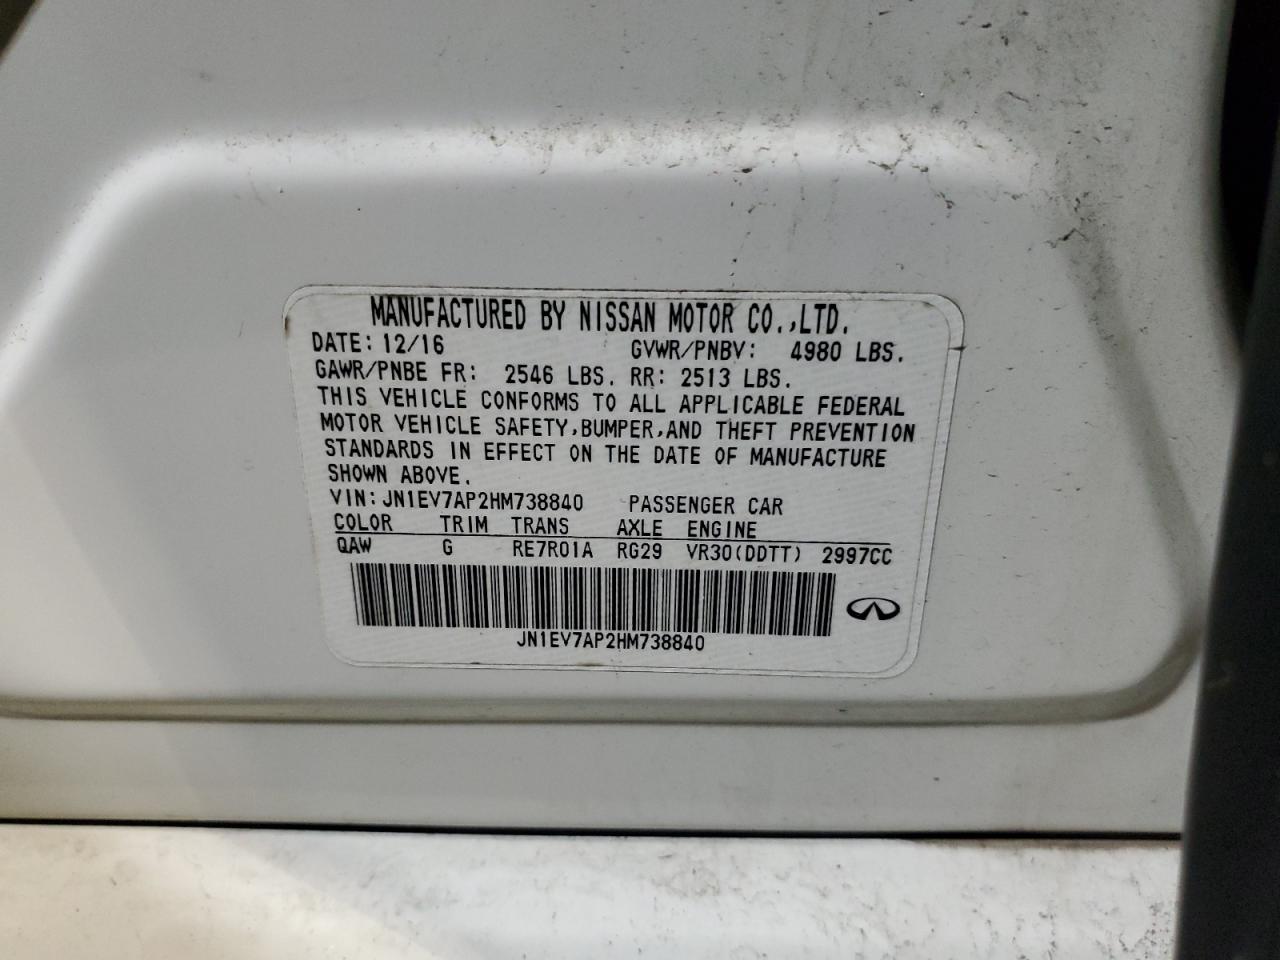 MANUFACTURED BY NISSAN MOTOR CO.,LTD.
DATE: 12/16 GVWR/PNBV: 4980 LBS.
GAWR/PNBE FR: 2546 LBS. RR: 2513 LBS.
THIS VEHICLE CONFORMS TO ALL APPLICABLE FEDERAL
MOTOR VEHICLE SAFETY,BUMPER,AND THEFT PREVENTION
STANDARDS IN EFFECT ON THE DATE OF MANUFACTURE
SHOWN ABOVE.
VIN:JN1EV7AP2HM738840 PASSENGER CAR
COLOR TRIM TRANS AXLE ENGINE
QAW G RE7R01A RG29 VR30(DDTT) 2997CC
JN1EV7AP2HM738840